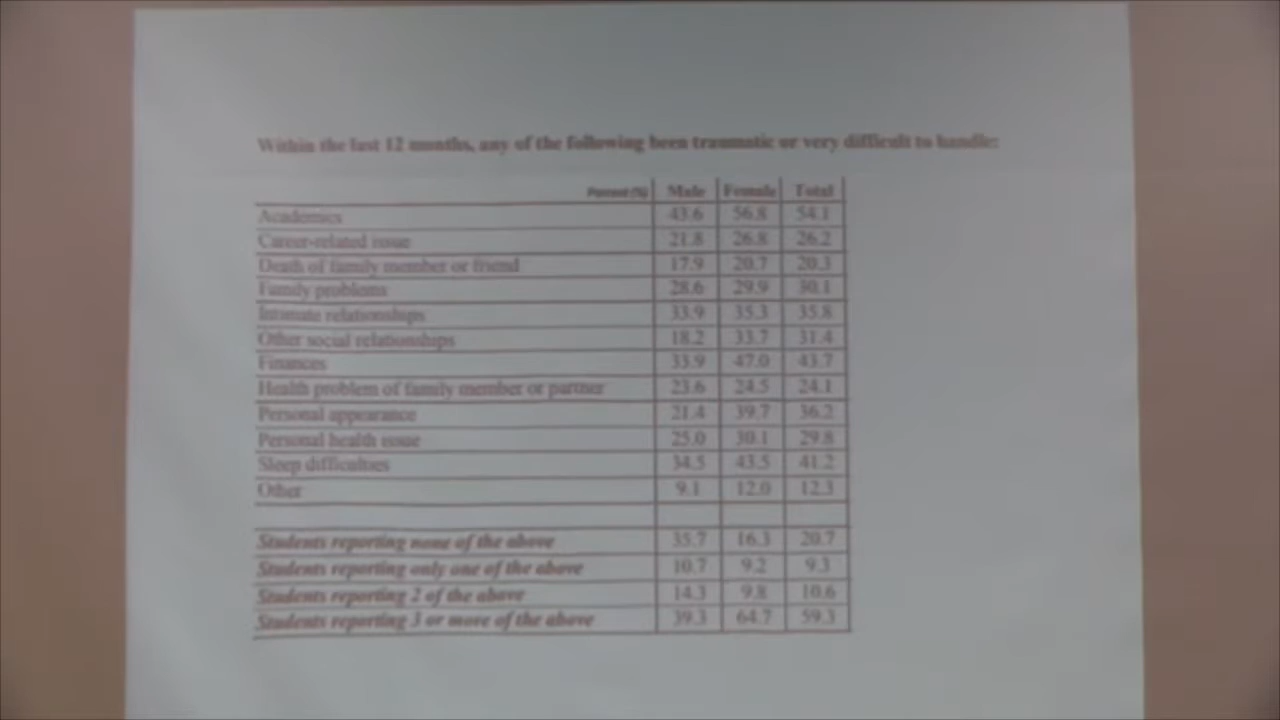 Within the last 12 months, any of the following been traumatic or very difficult to handle:
Percent (%) Male Female Total
Academics 43.6 56.8 54.1
Career-related issue 21.8 26.8 26.2
Death of family member or friend 17.9 20.7 20.3
Family problems 28.6 29.9 30.1
Intimate relationships 33.9 35.3 35.8
Other social relationships 18.2 33.7 31.4
Finances 33.9 47.0 43.7
Health problem of family member or partner 23.6 24.5 24.1
Personal appearance 21.4 39.7 36.2
Personal health issue 25.0 30.1 29.8
Sleep difficulties 34.5 43.5 41.2
Other 9.1 12.0 12.3
Students reporting none of the above 35.7 16.3 20.7
Students reporting only one of the above 10.7 9.2 9.3
Students reporting 2 of the above 14.3 9.8 10.6
Students reporting 3 or more of the above 39.3 64.7 59.3